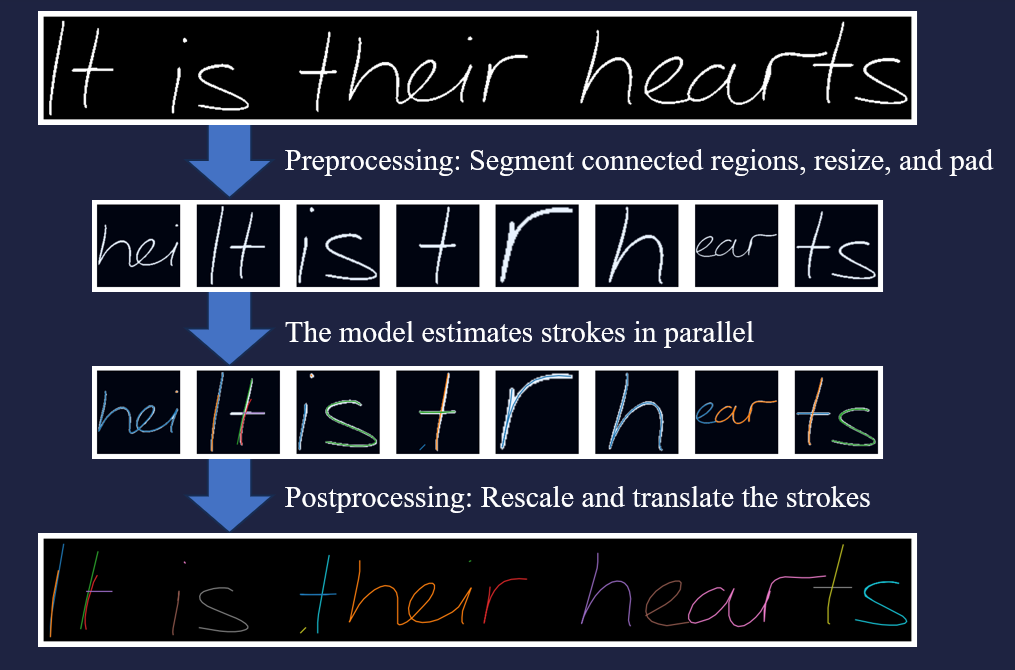 It is their hearts
Preprocessing: Segment connected regions, resize, and pad
hei It is t r h ear ts
The model estimates strokes in parallel
hei It is t r h ear ts
Postprocessing: Rescale and translate the strokes
It is their hearts